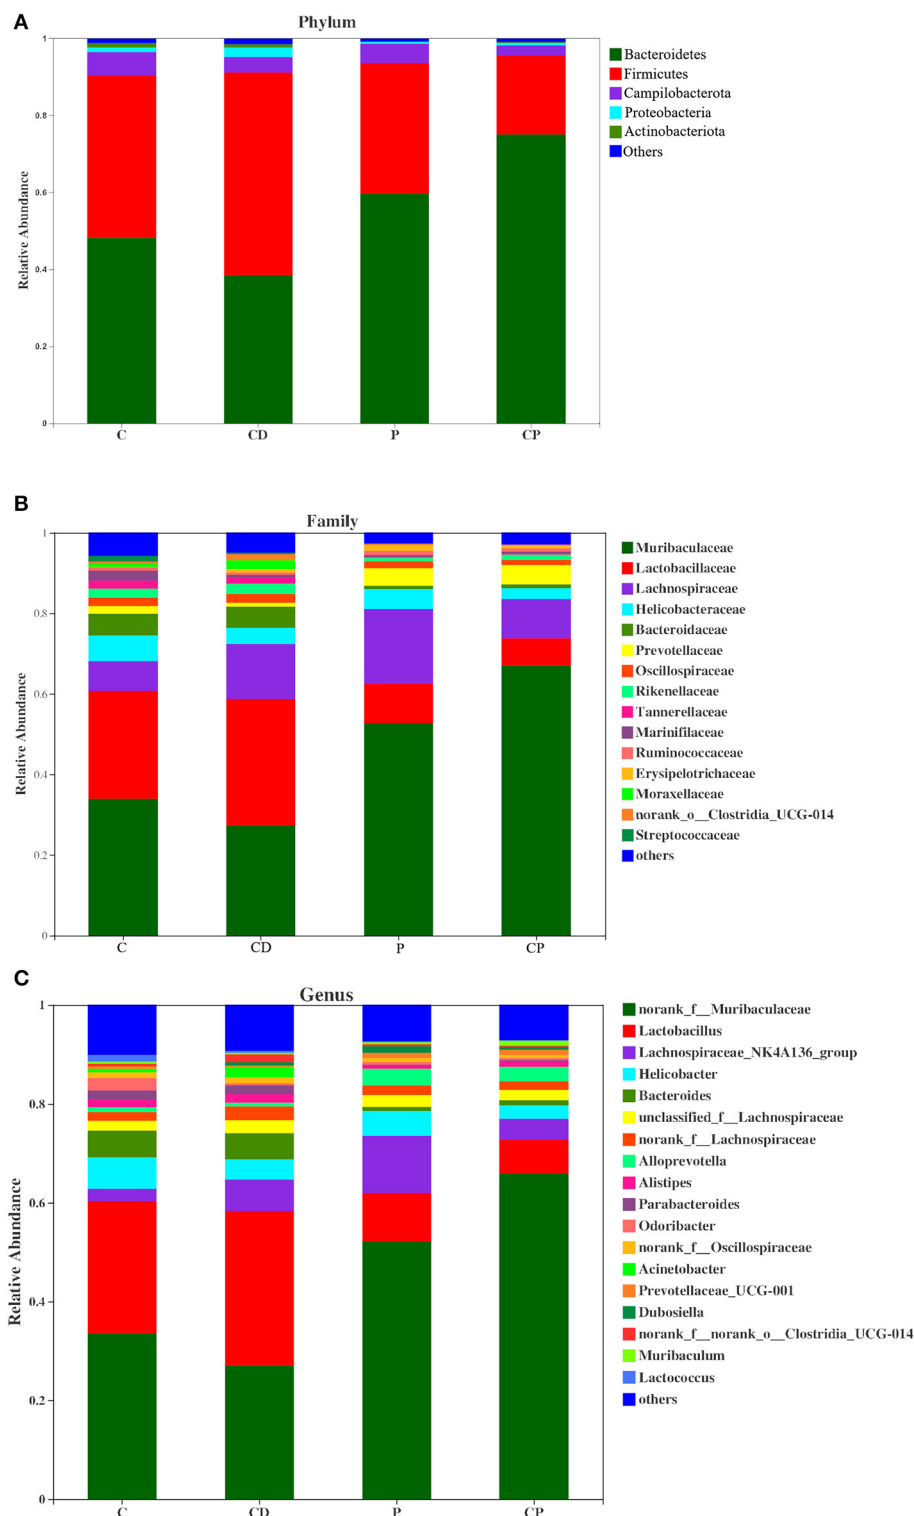 A
Phylum
Relative Abundance
1
0.8
0.6
0.4
0.2
0
C
CD
P
CP
Bacteroidetes
Firmicutes
Campilobacterota
Proteobacteria
Actinobacteriota
Others
B
Family
Relative Abundance
1
0.8
0.6
0.4
0.2
0
C
CD
P
CP
Muribaculaceae
Lactobacillaceae
Lachnospiraceae
Helicobacteraceae
Bacteroidaceae
Prevotellaceae
Oscillospiraceae
Rikenellaceae
Tannerellaceae
Marinifilaceae
Ruminococcaceae
Erysipelotrichaceae
Moraxellaceae
norank_o__Clostridia_UCG-014
Streptococcaceae
others
C
Genus
Relative Abundance
1
0.8
0.6
0.4
0.2
0
C
CD
P
CP
norank_f__Muribaculaceae
Lactobacillus
Lachnospiraceae_NK4A136_group
Helicobacter
Bacteroides
unclassified_f__Lachnospiraceae
norank_f__Lachnospiraceae
Alloprevotella
Alistipes
Parabacteroides
Odoribacter
norank_f__Oscillospiraceae
Acinetobacter
Prevotellaceae_UCG-001
Dubosiella
norank_f__norank_o__Clostridia_UCG-014
Muribaculum
Lactococcus
others